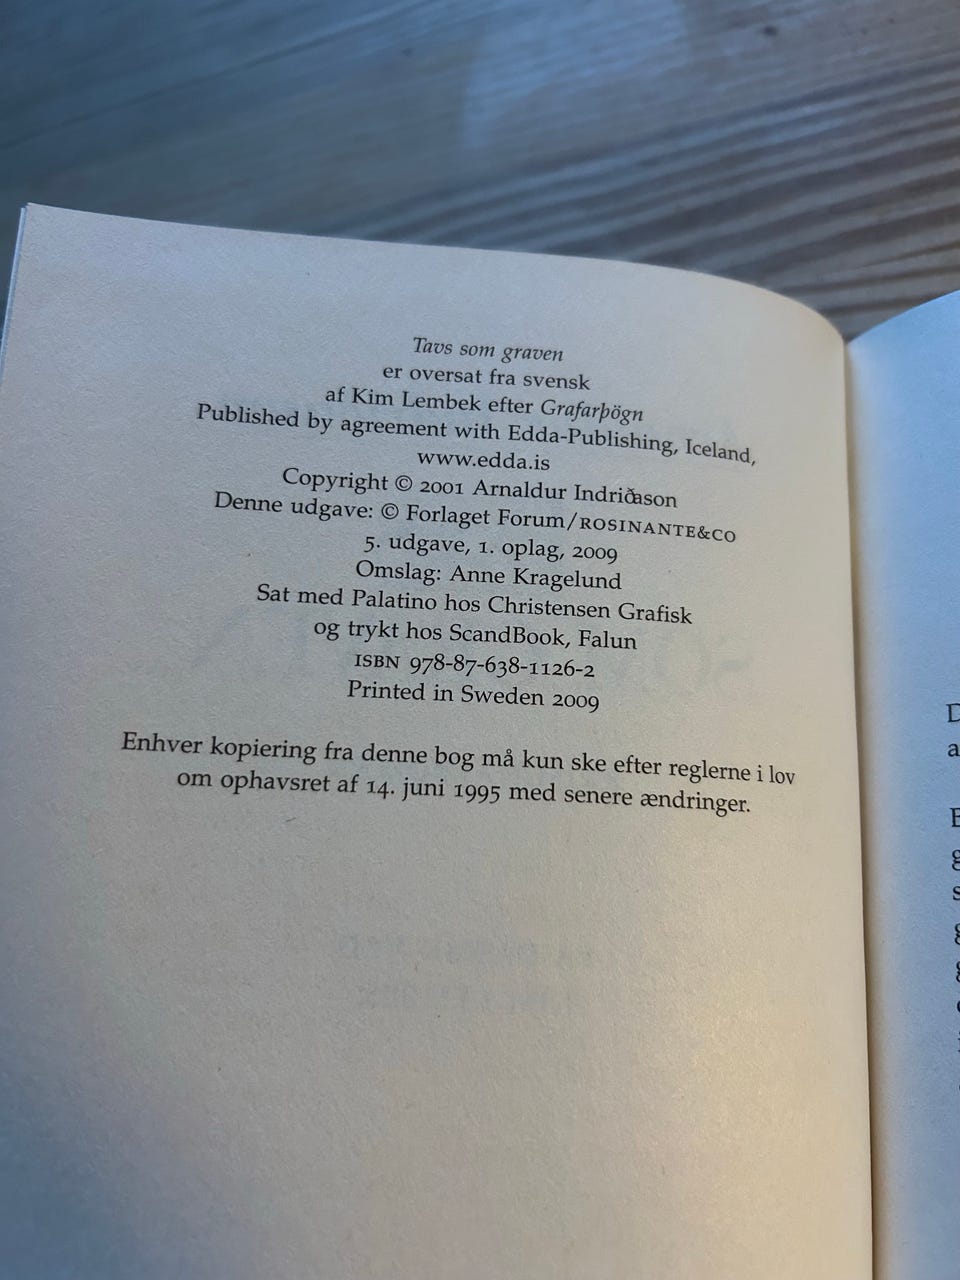 Tavs som graven
er oversat fra svensk
af Kim Lembek efter Grafarþögn
Published by agreement with Edda-Publishing, Iceland,
www.edda.is
Copyright © 2001 Arnaldur Indriðason
Denne udgave: © Forlaget Forum/ROSINANTE&CO
5. udgave, 1. oplag, 2009
Omslag: Anne Kragelund
Sat med Palatino hos Christensen Grafisk
og trykt hos ScandBook, Falun
ISBN 978-87-638-1126-2
Printed in Sweden 2009
Enhver kopiering fra denne bog må kun ske efter reglerne i lov
om ophavsret af 14. juni 1995 med senere ændringer.